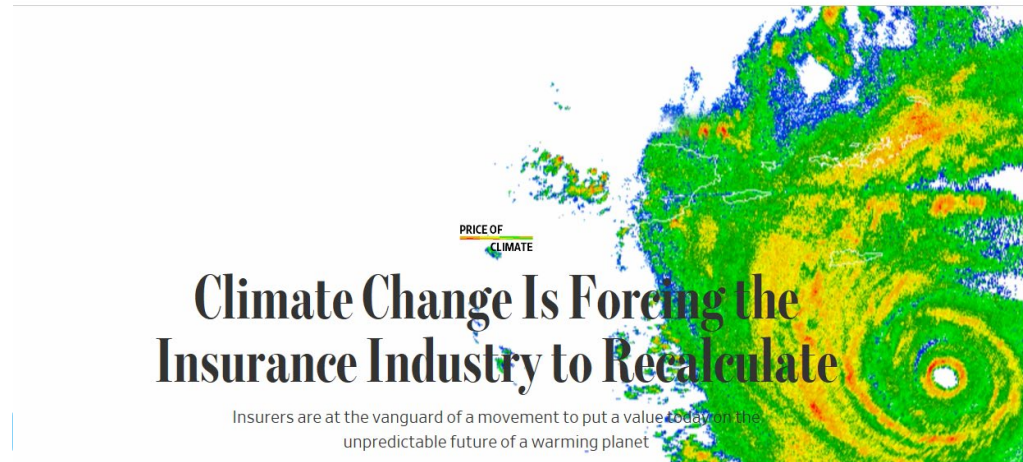 PRICE OF
CLIMATE
Climate Change Is Forcing the
Insurance Industry to Recalculate
Insurers are at the vanguard of a movement to put a value today on the
unpredictable future of a warming planet